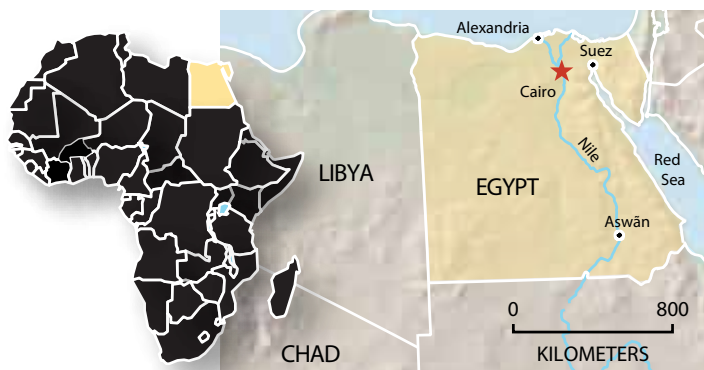 Alexandria
Suez
Cairo
Nile
LIBYA
EGYPT
Red
Sea
Aswān
0 800
KILOMETERS
CHAD